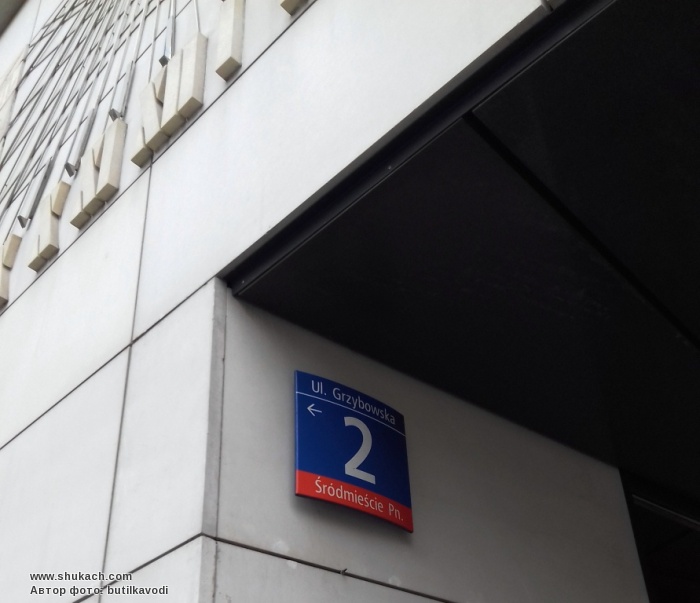 Ul. Grzybowska
←
2
Śródmieście Pn.
www.shukach.com
Автор фото: butilkavodi